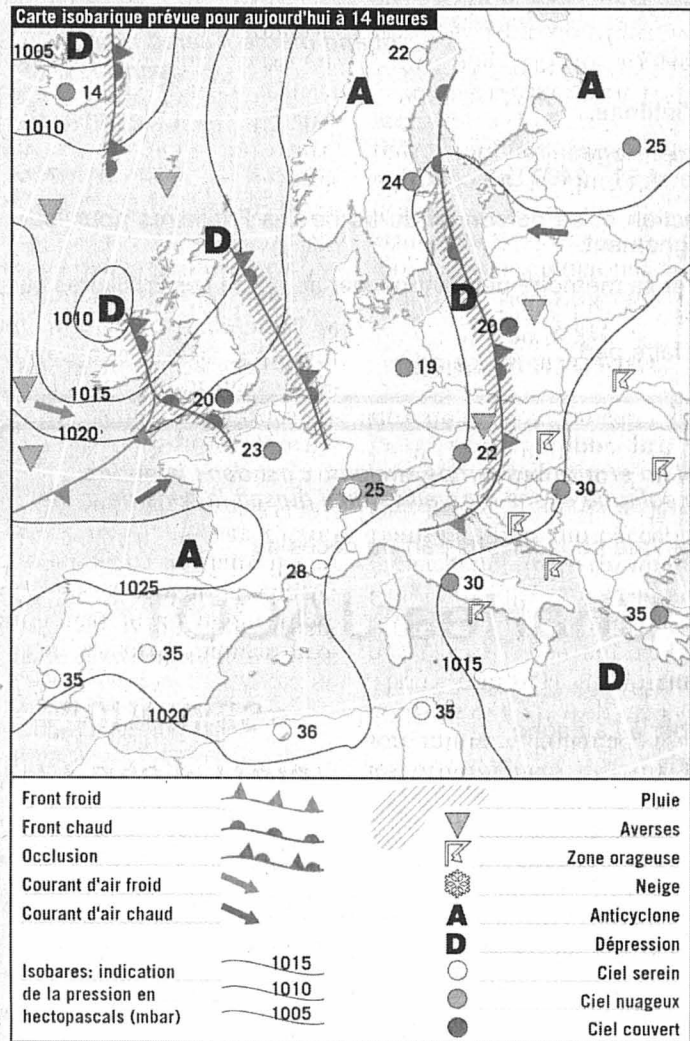 Carte isobarique prévue pour aujourd'hui à 14 heures
1005
D
22
A
A
14
1010
25
24
D
D
D
1010
20
19
1015
20
1020
23
22
25
30
A
28
1025
30
35
35
1015
D
35
1020
35
36
Front froid
Front chaud
Occlusion
Courant d'air froid
Courant d'air chaud
Isobares: indication
de la pression en
hectopascals (mbar)
1015
1010
1005
Pluie
Averses
Zone orageuse
Neige
A Anticyclone
D Dépression
Ciel serein
Ciel nuageux
Ciel couvert